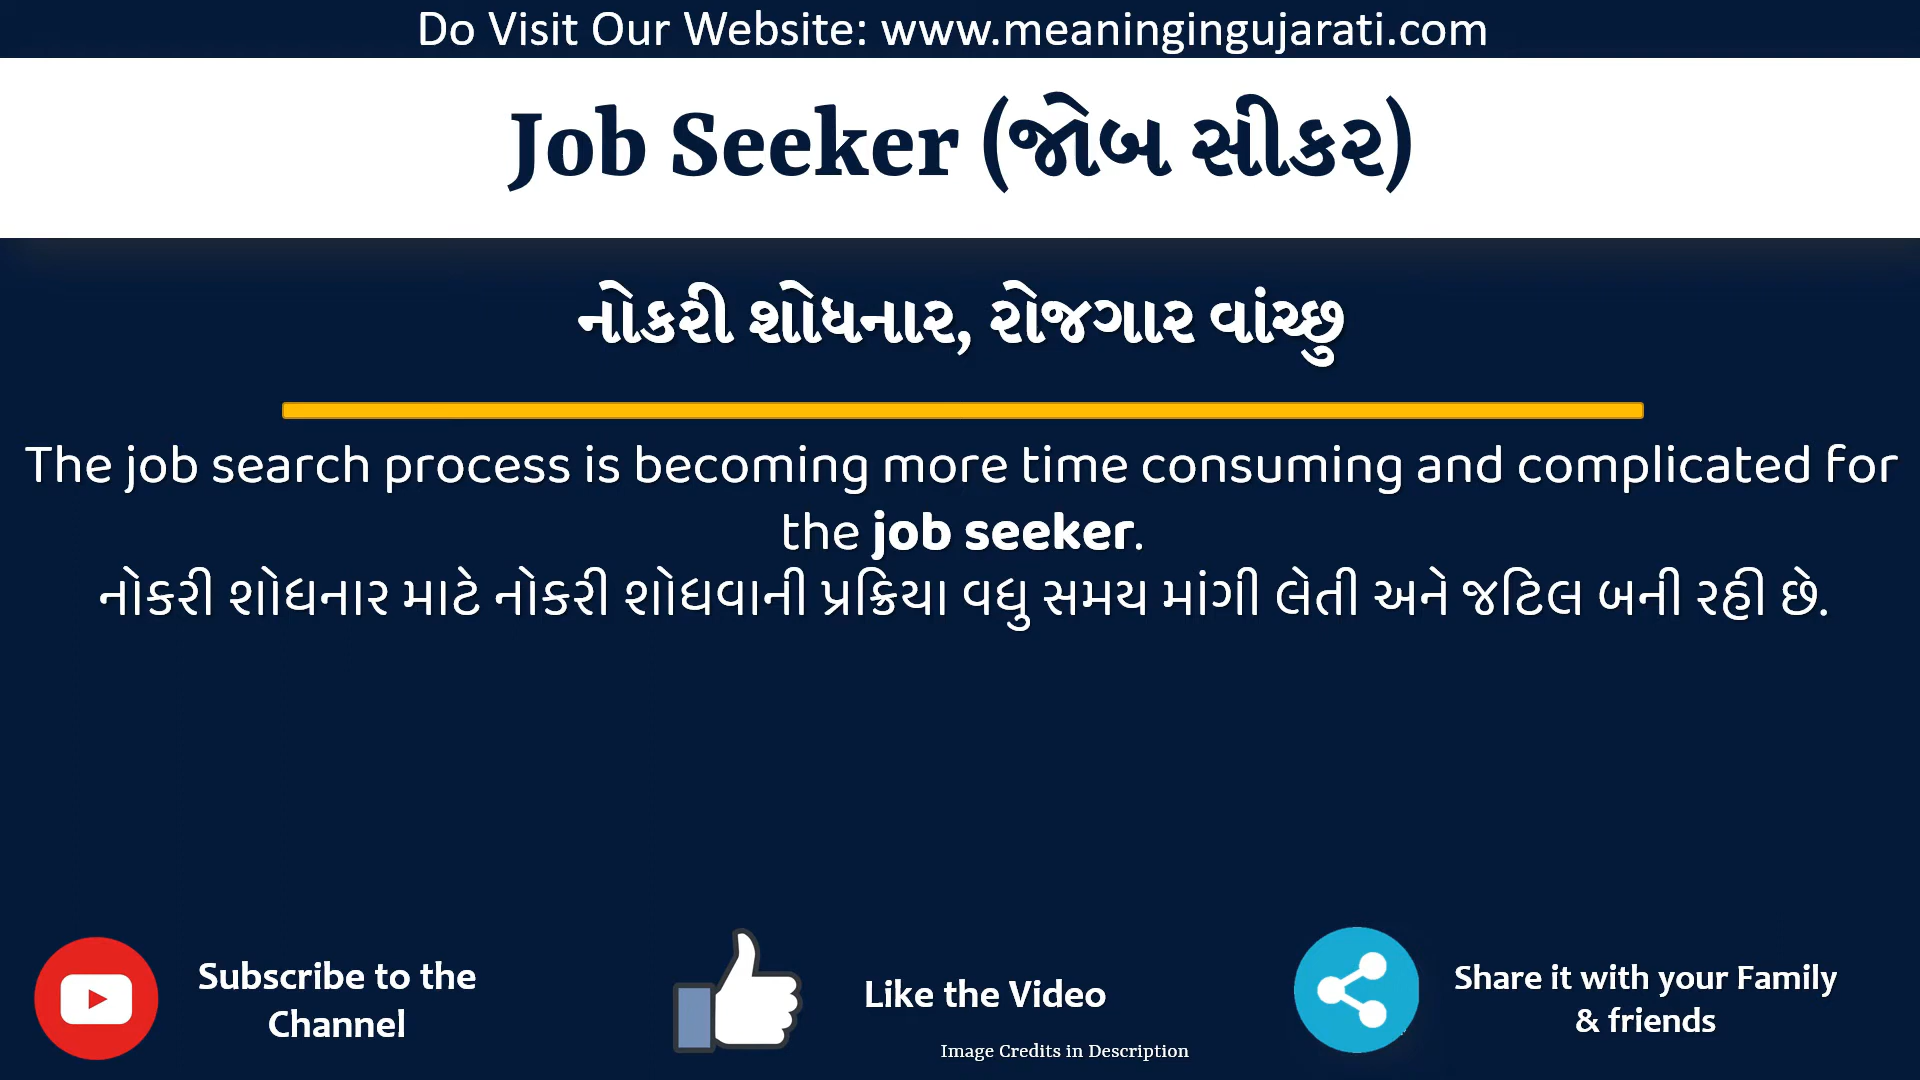 Do Visit Our Website: www.meaningingujarati.com
Job Seeker (જોબ સીકર)
નોકરી શોધનાર, રોજગાર વાંચ્છુ
The job search process is becoming more time consuming and complicated for
the job seeker.
નોકરી શોધનાર માટે નોકરી શોધવાની પ્રક્રિયા વધુ સમય માંગી લેતી અને જટિલ બની રહી છે.
Subscribe to the
Channel
Like the Video
Share it with your Family
& friends
Image Credits in Description